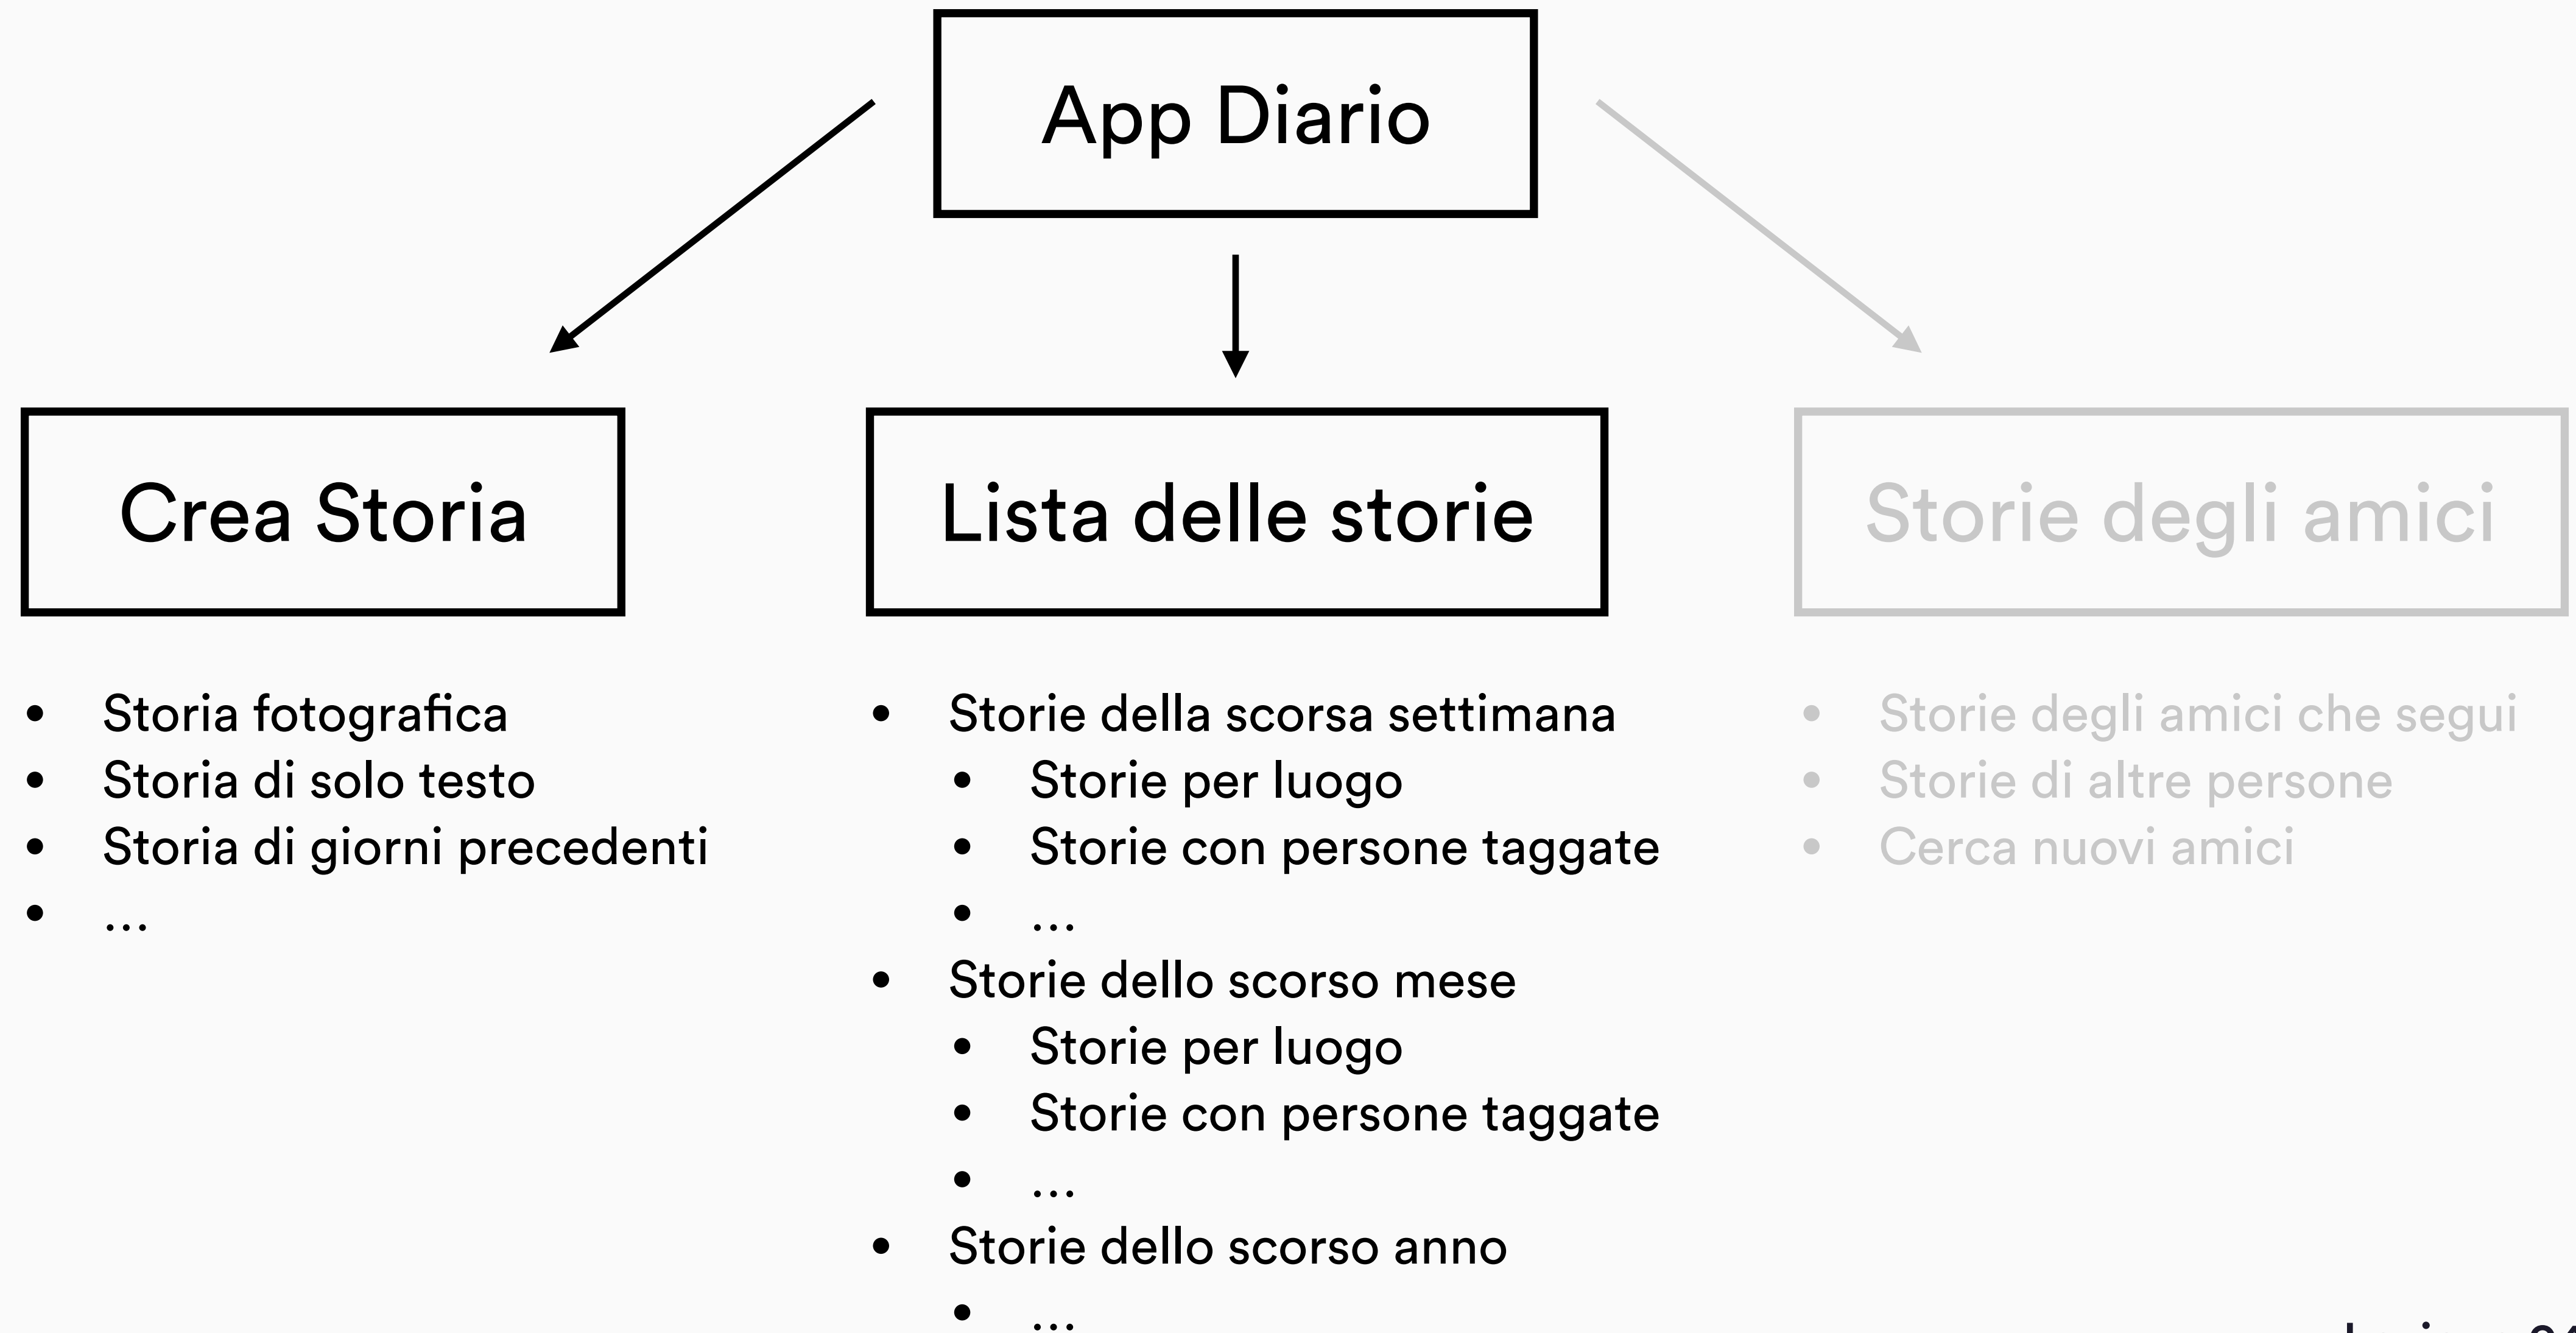 App Diario
Crea Storia
Lista delle storie
Storie degli amici
• Storia fotografica
• Storia di solo testo
• Storia di giorni precedenti
• ...
• Storie della scorsa settimana
• Storie per luogo
• Storie con persone taggate
• ...
• Storie dello scorso mese
• Storie per luogo
• Storie con persone taggate
• ...
• Storie dello scorso anno
• ...
• Storie degli amici che segui
• Storie di altre persone
• Cerca nuovi amici